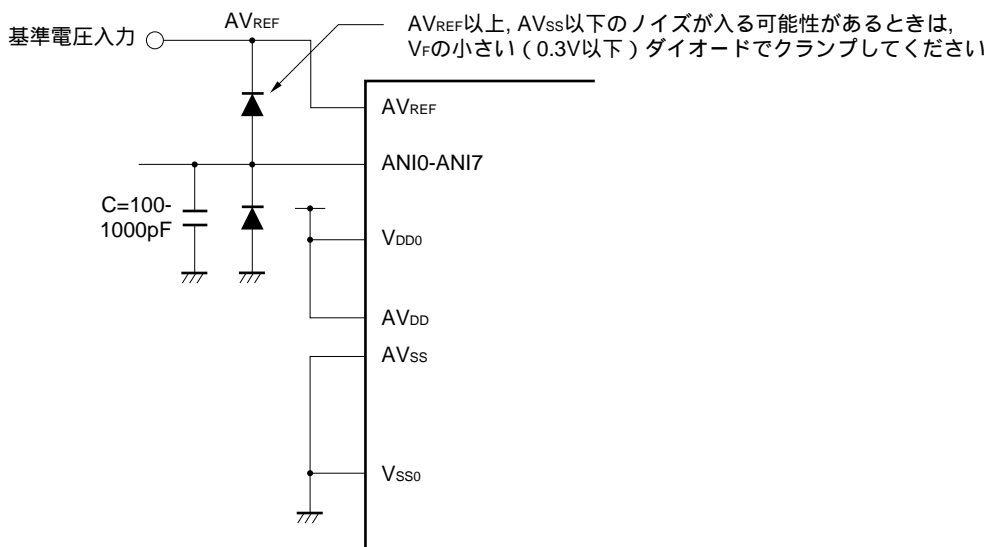 AVREF
基準電圧入力
AVREF以上, AVSS以下のノイズが入る可能性があるときは,
VFの小さい（0.3V以下）ダイオードでクランプしてください
AVREF
ANI0-ANI7
C=100-
1000pF
VDD0
AVDD
AVSS
VSS0